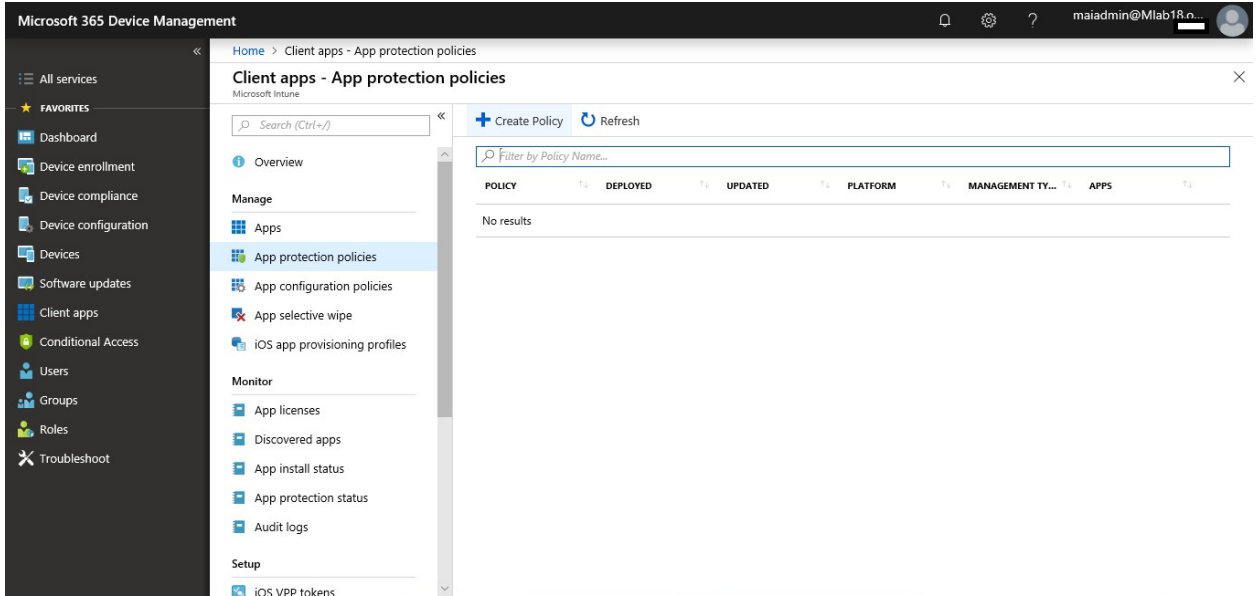 Microsoft 365 Device Management
maiadmin@Mlab18.o...
Home > Client apps - App protection policies
Client apps - App protection policies
Microsoft Intune
All services
FAVORITES
Dashboard
Device enrollment
Device compliance
Device configuration
Devices
Software updates
Client apps
Conditional Access
Users
Groups
Roles
Troubleshoot
Search (Ctrl+/)
Overview
Manage
Apps
App protection policies
App configuration policies
App selective wipe
iOS app provisioning profiles
Monitor
App licenses
Discovered apps
App install status
App protection status
Audit logs
Setup
iOS VPP tokens
Create Policy Refresh
Filter by Policy Name...
POLICY DEPLOYED UPDATED PLATFORM MANAGEMENT TY... APPS
No results